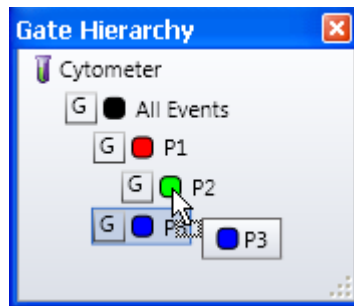 Gate Hierarchy
Cytometer
G All Events
G P1
G P2
G
P3